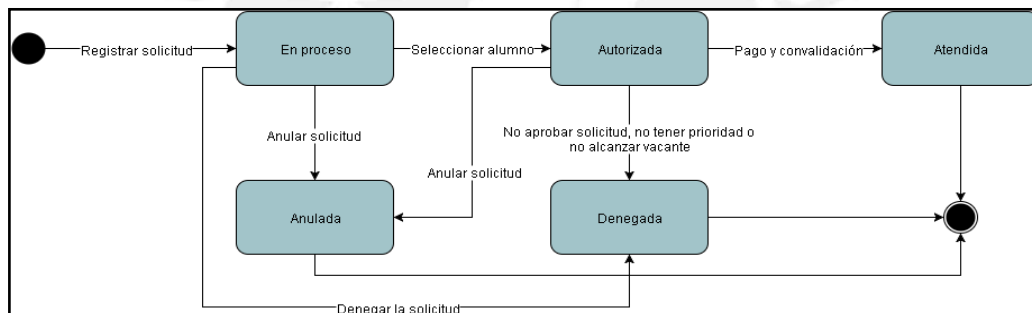 Registrar solicitud
En proceso
Seleccionar alumno
Autorizada
Pago y convalidación
Atendida
Anular solicitud
No aprobar solicitud, no tener prioridad o
no alcanzar vacante
Anular solicitud
Anulada
Denegada
Denegar la solicitud